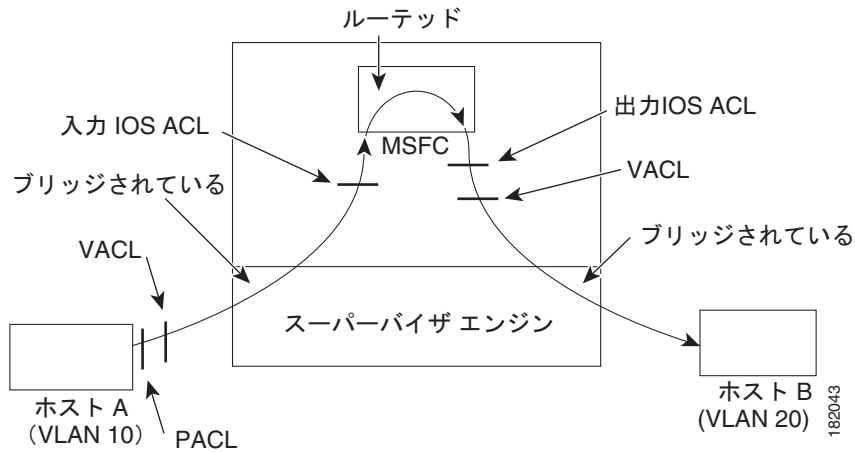 ルーテッド
入力 IOS ACL
出力IOS ACL
MSFC
VACL
ブリッジされている
ブリッジされている
VACL
スーパーバイザ エンジン
ホスト A
（VLAN 10）
PACL
ホスト B
(VLAN 20)
182043